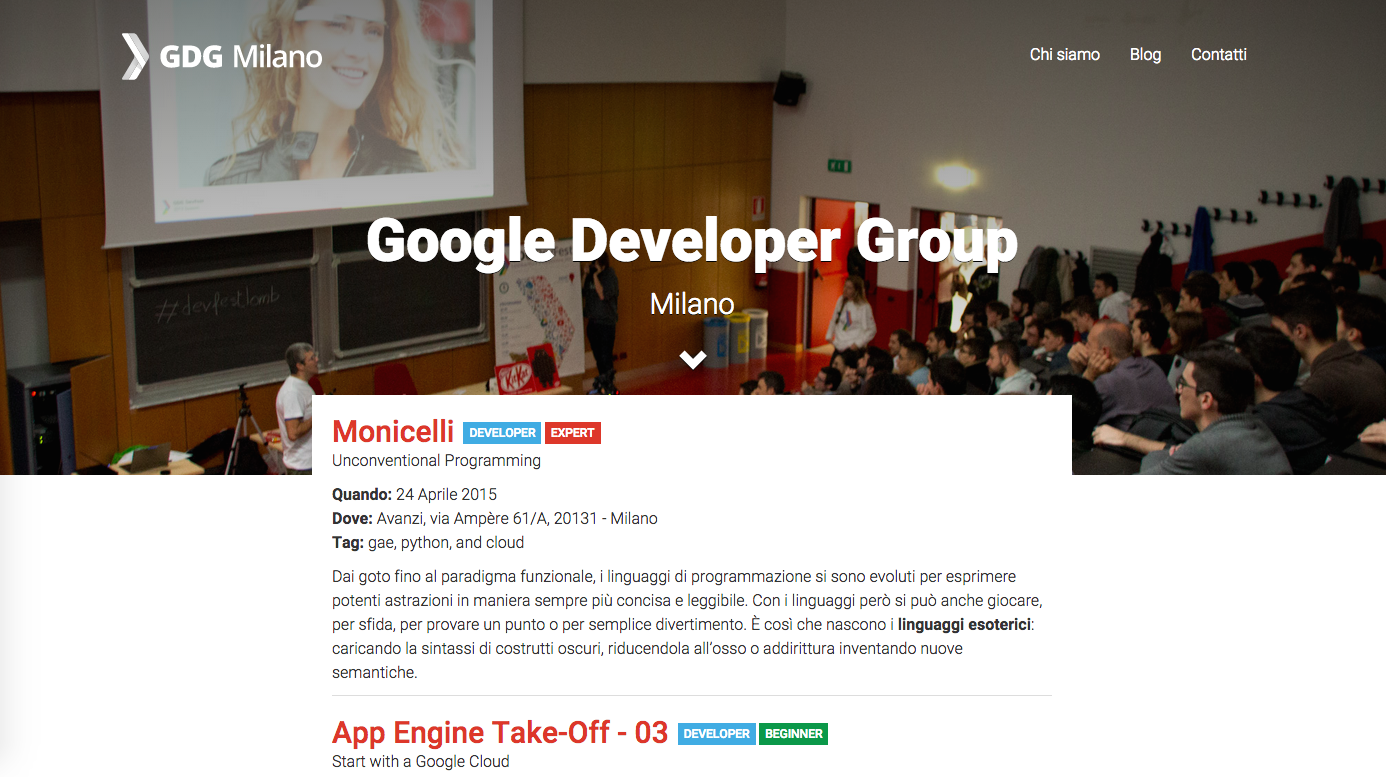 GDG Milano
Chi siamo
Blog
Contatti
Google Developer Group
#devfestlomb
Milano
KitKat
Monicelli DEVELOPER EXPERT
Unconventional Programming
Quando: 24 Aprile 2015
Dove: Avanzi, via Ampère 61/A, 20131 - Milano
Tag: gae, python, and cloud
Dai goto fino al paradigma funzionale, i linguaggi di programmazione si sono evoluti per esprimere
potenti astrazioni in maniera sempre più concisa e leggibile. Con i linguaggi però si può anche giocare,
per sfida, per provare un punto o per semplice divertimento. È così che nascono i linguaggi esoterici:
caricando la sintassi di costrutti oscuri, riducendola all’osso o addirittura inventando nuove
semantiche.
App Engine Take-Off - 03 DEVELOPER BEGINNER
Start with a Google Cloud